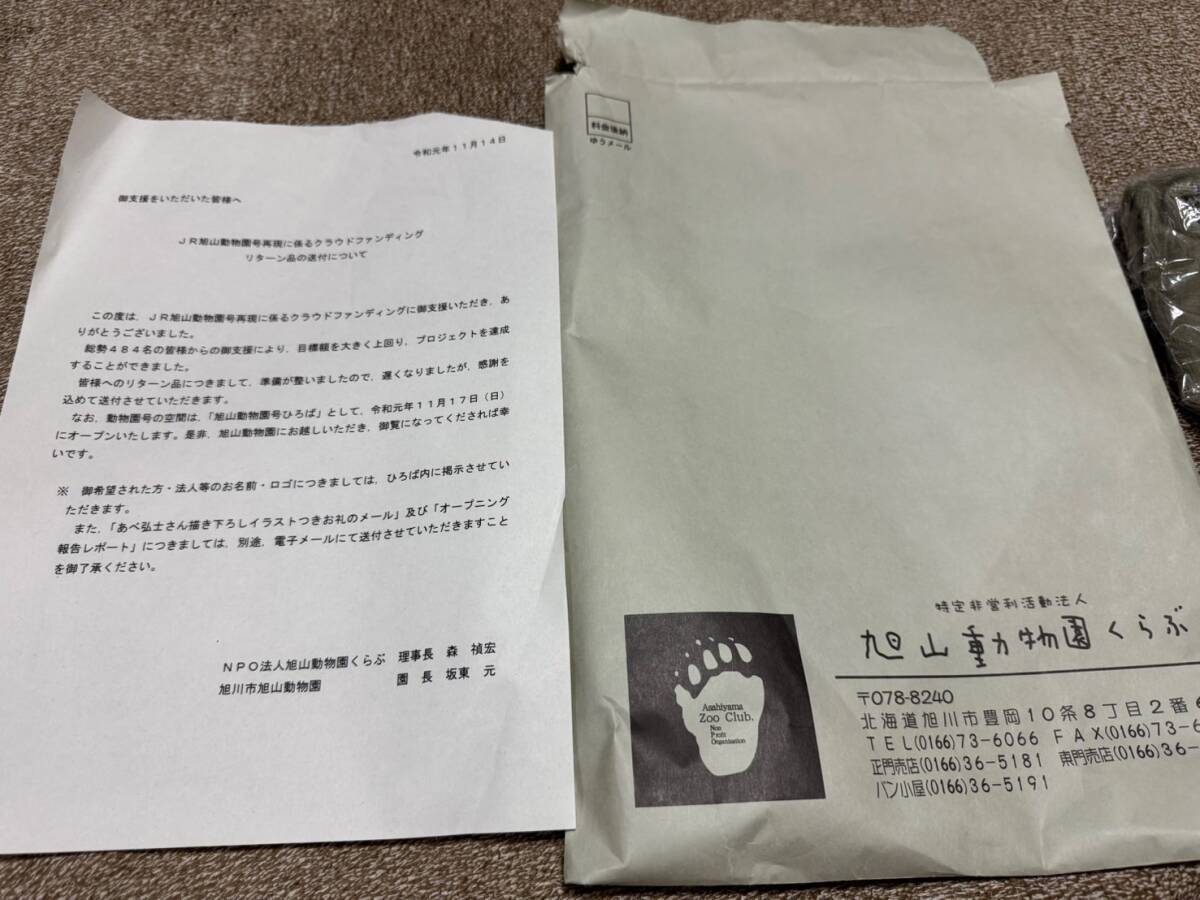 令和元年11月14日
御支援をいただいた皆様へ
JR旭山動物園号再現に係るクラウドファンディング
リターン品の送付について
この度は、JR旭山動物園号再現に係るクラウドファンディングに御支援いただき、あ
りがとうございました。
総勢484名の皆様からの御支援により、目標額を大きく上回り、プロジェクトを達成
することができました。
皆様へのリターン品につきまして、準備が整いましたので、遅くなりましたが、感謝を
込めて送付させていただきます。
なお、動物園号の空間は、「旭山動物園号ひろば」として、令和元年11月17日(日)
にオープンいたします。是非、旭山動物園にお越しいただき、御覧になってくだされば幸
いです。
※ 御希望された方・法人等のお名前・ロゴにつきましては、ひろば内に掲示させてい
ただきます。
また、「あべ弘士さん描き下ろしイラストつきお礼のメール」及び「オープニング
報告レポート」につきましては、別途、電子メールにて送付させていただきますこと
を御了承ください。
NPO法人旭山動物園くらぶ 理事長 森 禎宏
旭川市旭山動物園 園長 坂東 元
料金後納
ゆうメール
Asahiyama
Zoo Club.
Non
Profit
Organisation
特定非営利活動法人
旭山動物園くらぶ
〒078-8240
北海道旭川市豊岡10条8丁目2番
TEL(0166)73-6066 FAX(0166)73-6
正門売店(0166)36-5181 東門売店(0166)36-
パン小屋(0166)36-5191